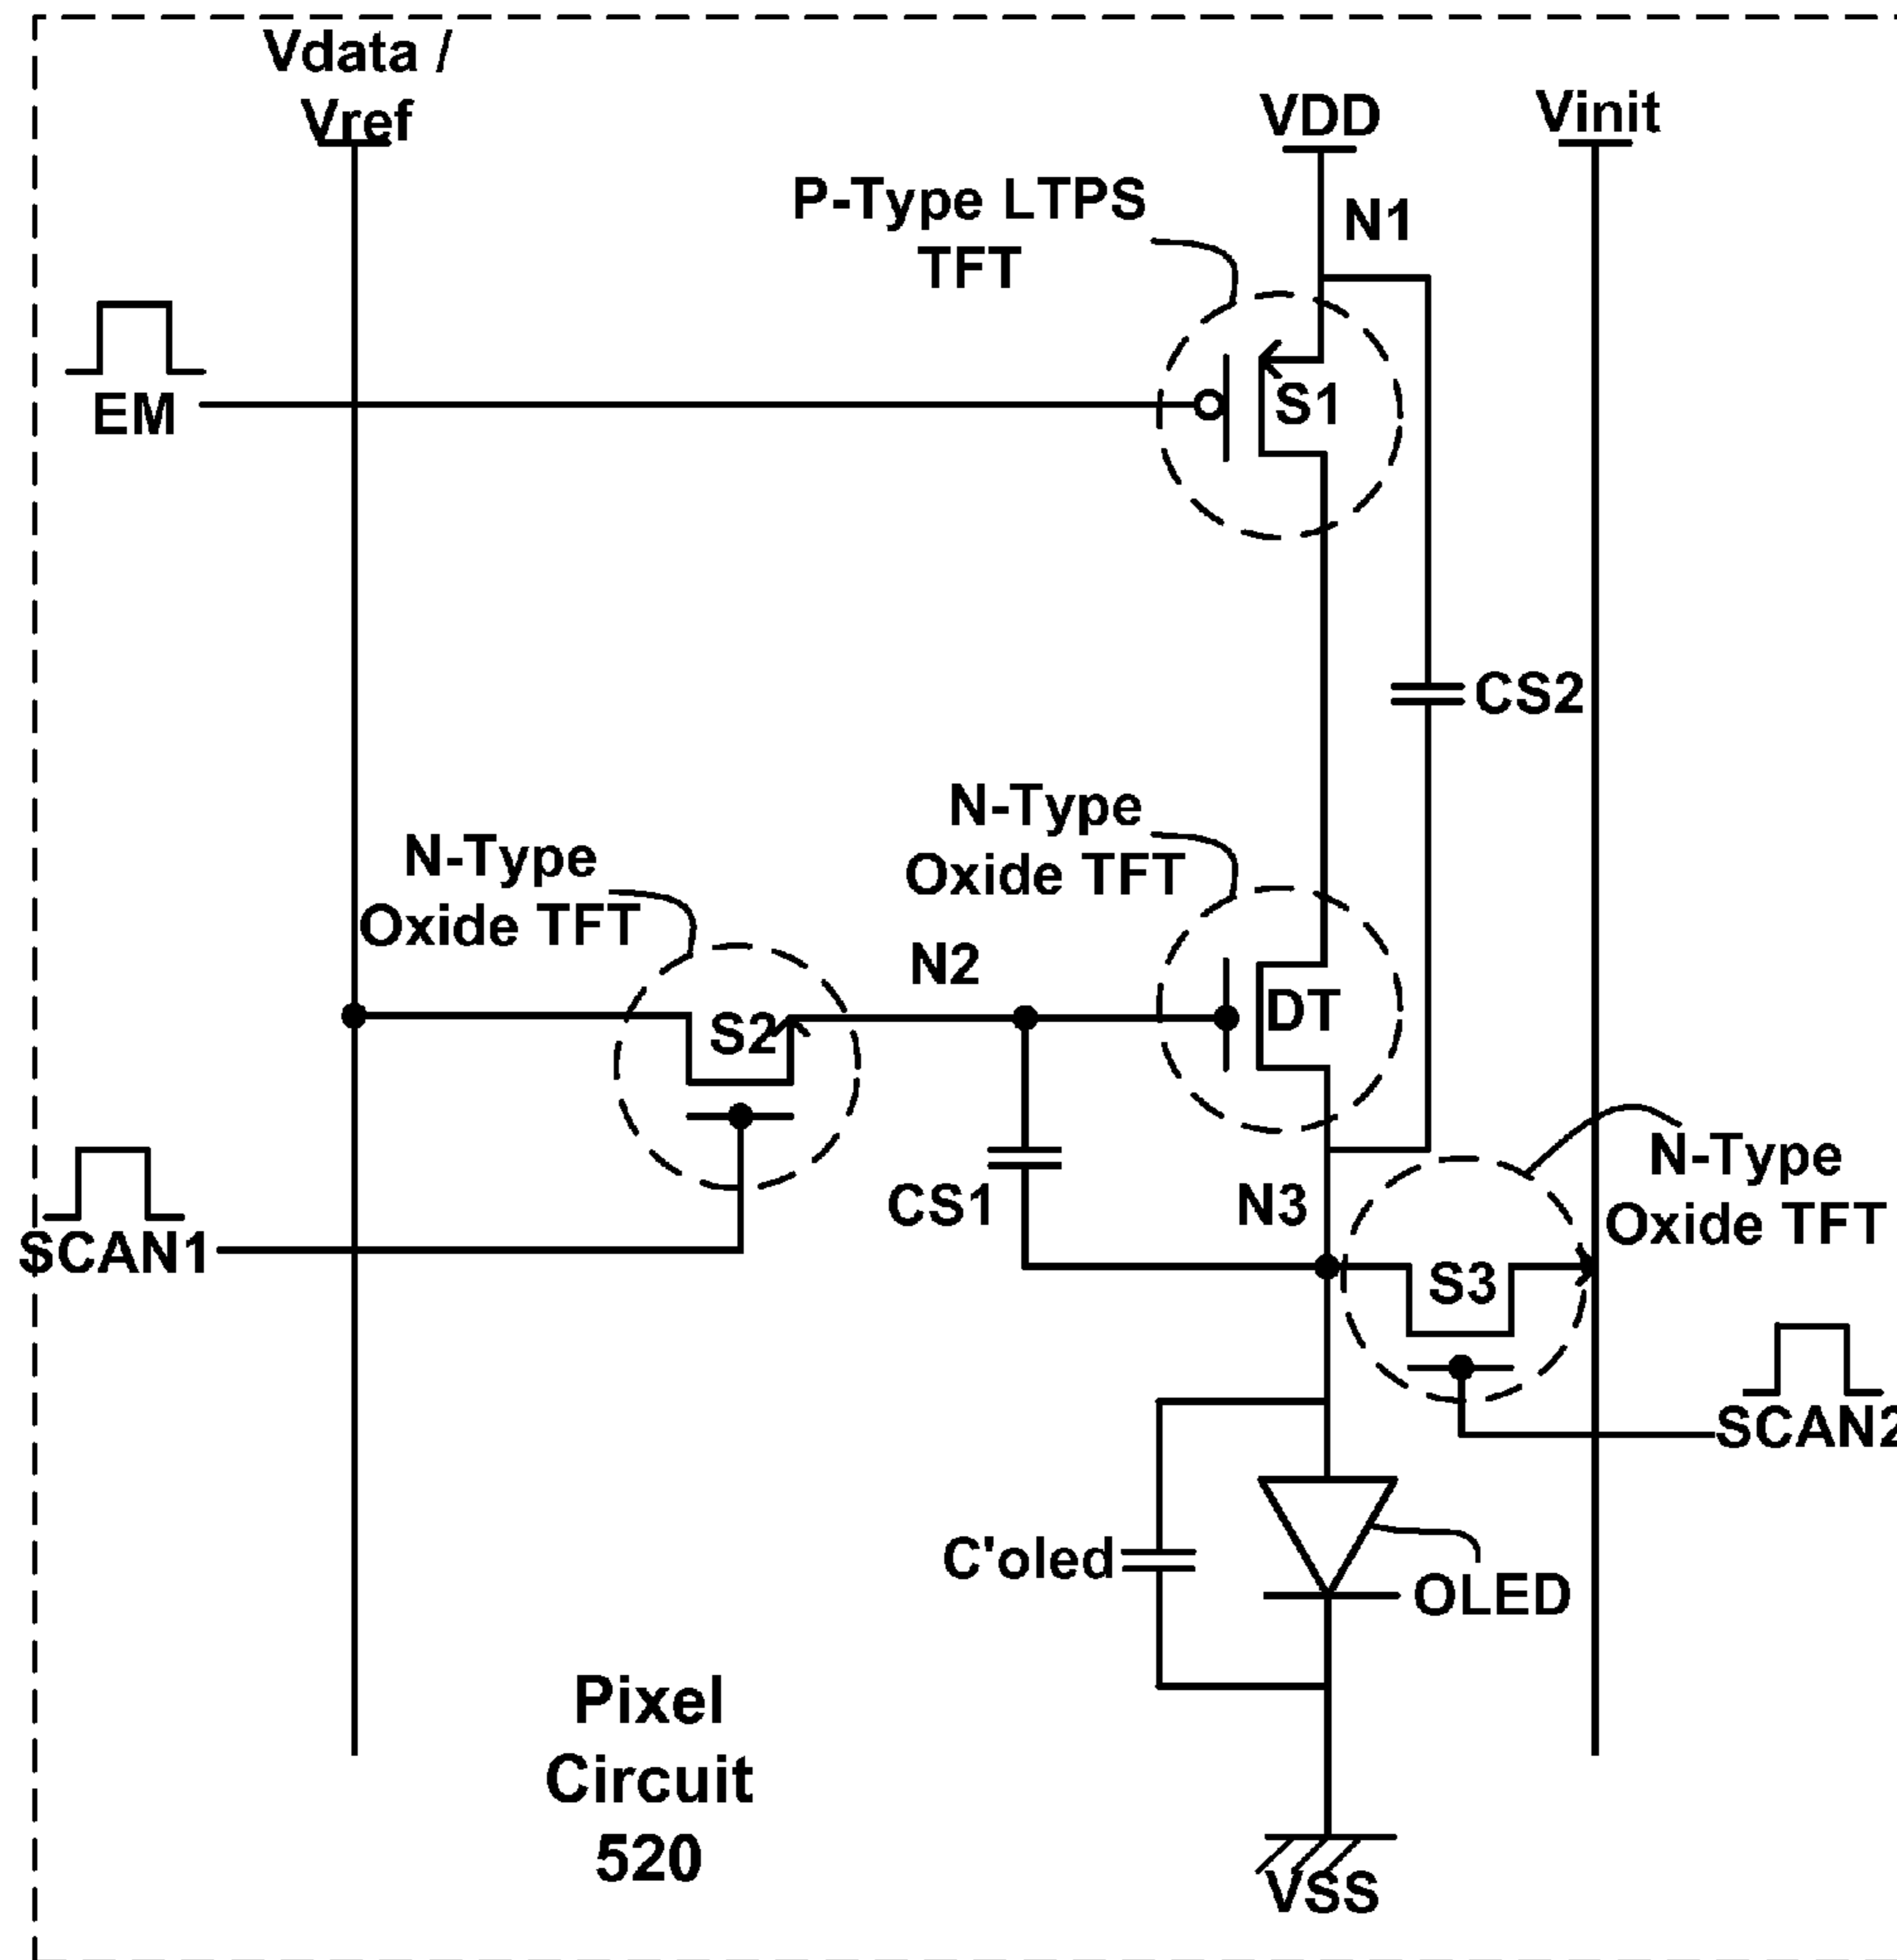 Vdata /
Vref
VDD
Vinit
P-Type LTPS
TFT
N1
EM
S1
CS2
N-Type
Oxide TFT
N-Type
Oxide TFT
N2
S2
DT
SCAN1
CS1
N3
N-Type
Oxide TFT
S3
SCAN2
C'oled
OLED
Pixel
Circuit
520
VSS